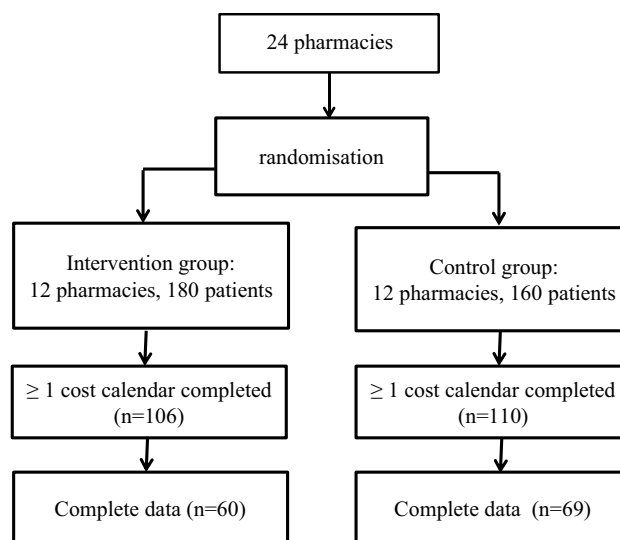 24 pharmacies
randomisation
Intervention group:
12 pharmacies, 180 patients
Control group:
12 pharmacies, 160 patients
≥ 1 cost calendar completed
(n=106)
≥ 1 cost calendar completed
(n=110)
Complete data (n=60)
Complete data (n=69)